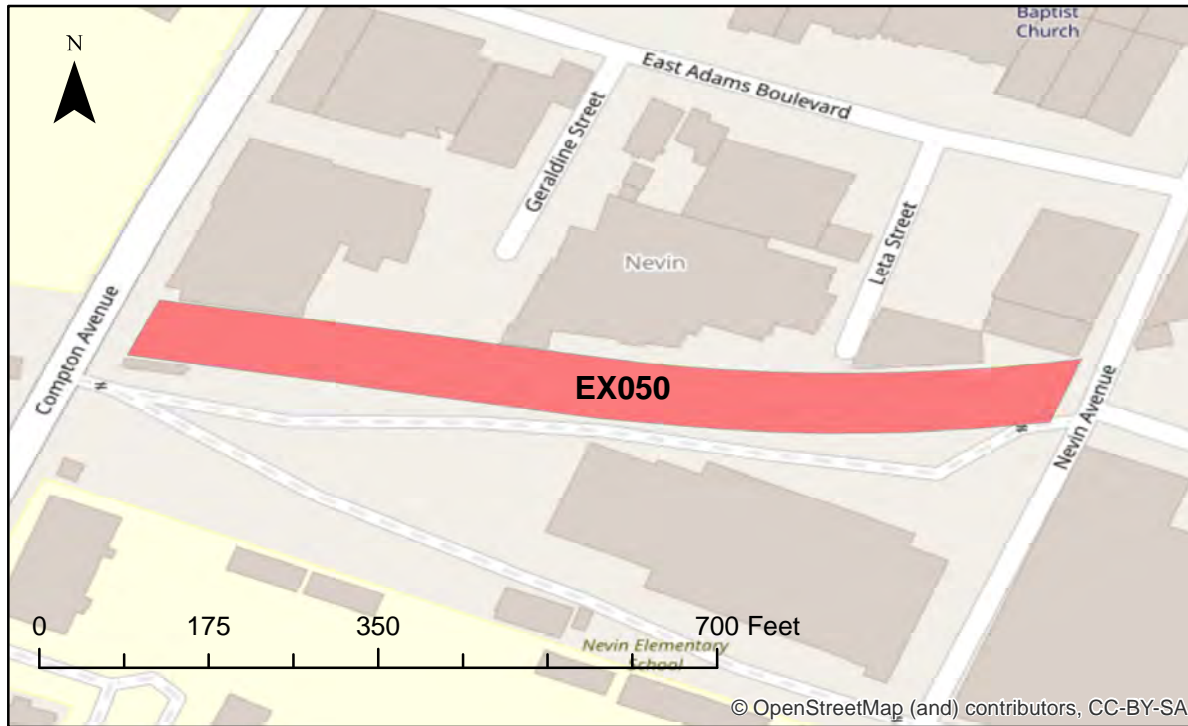 Baptist
Church
N
East Adams Boulevard
Geraldine Street
Leta Street
Nevin
Compton Avenue
EX050
Nevin Avenue
0 175 350 700 Feet
Nevin Elementary
School
© OpenStreetMap (and) contributors, CC-BY-SA